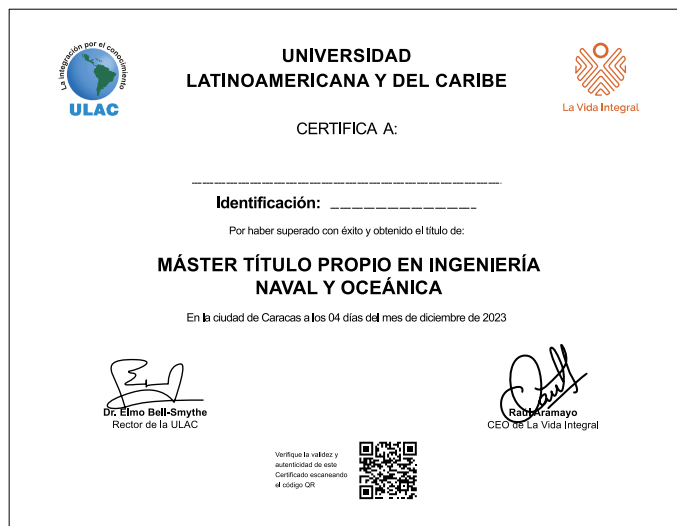 La integración por el conocimiento
ULAC
UNIVERSIDAD
LATINOAMERICANA Y DEL CARIBE
La Vida Integral
CERTIFICA A:
Identificación:
Por haber superado con éxito y obtenido el título de:
MÁSTER TÍTULO PROPIO EN INGENIERÍA
NAVAL Y OCEÁNICA
En la ciudad de Caracas a los 04 días del mes de diciembre de 2023
Dr. Elmo Bell-Smythe
Rector de la ULAC
Raúl Aramayo
CEO de La Vida Integral
Verifique la validez y
autenticidad de este
Certificado escaneando
el código QR